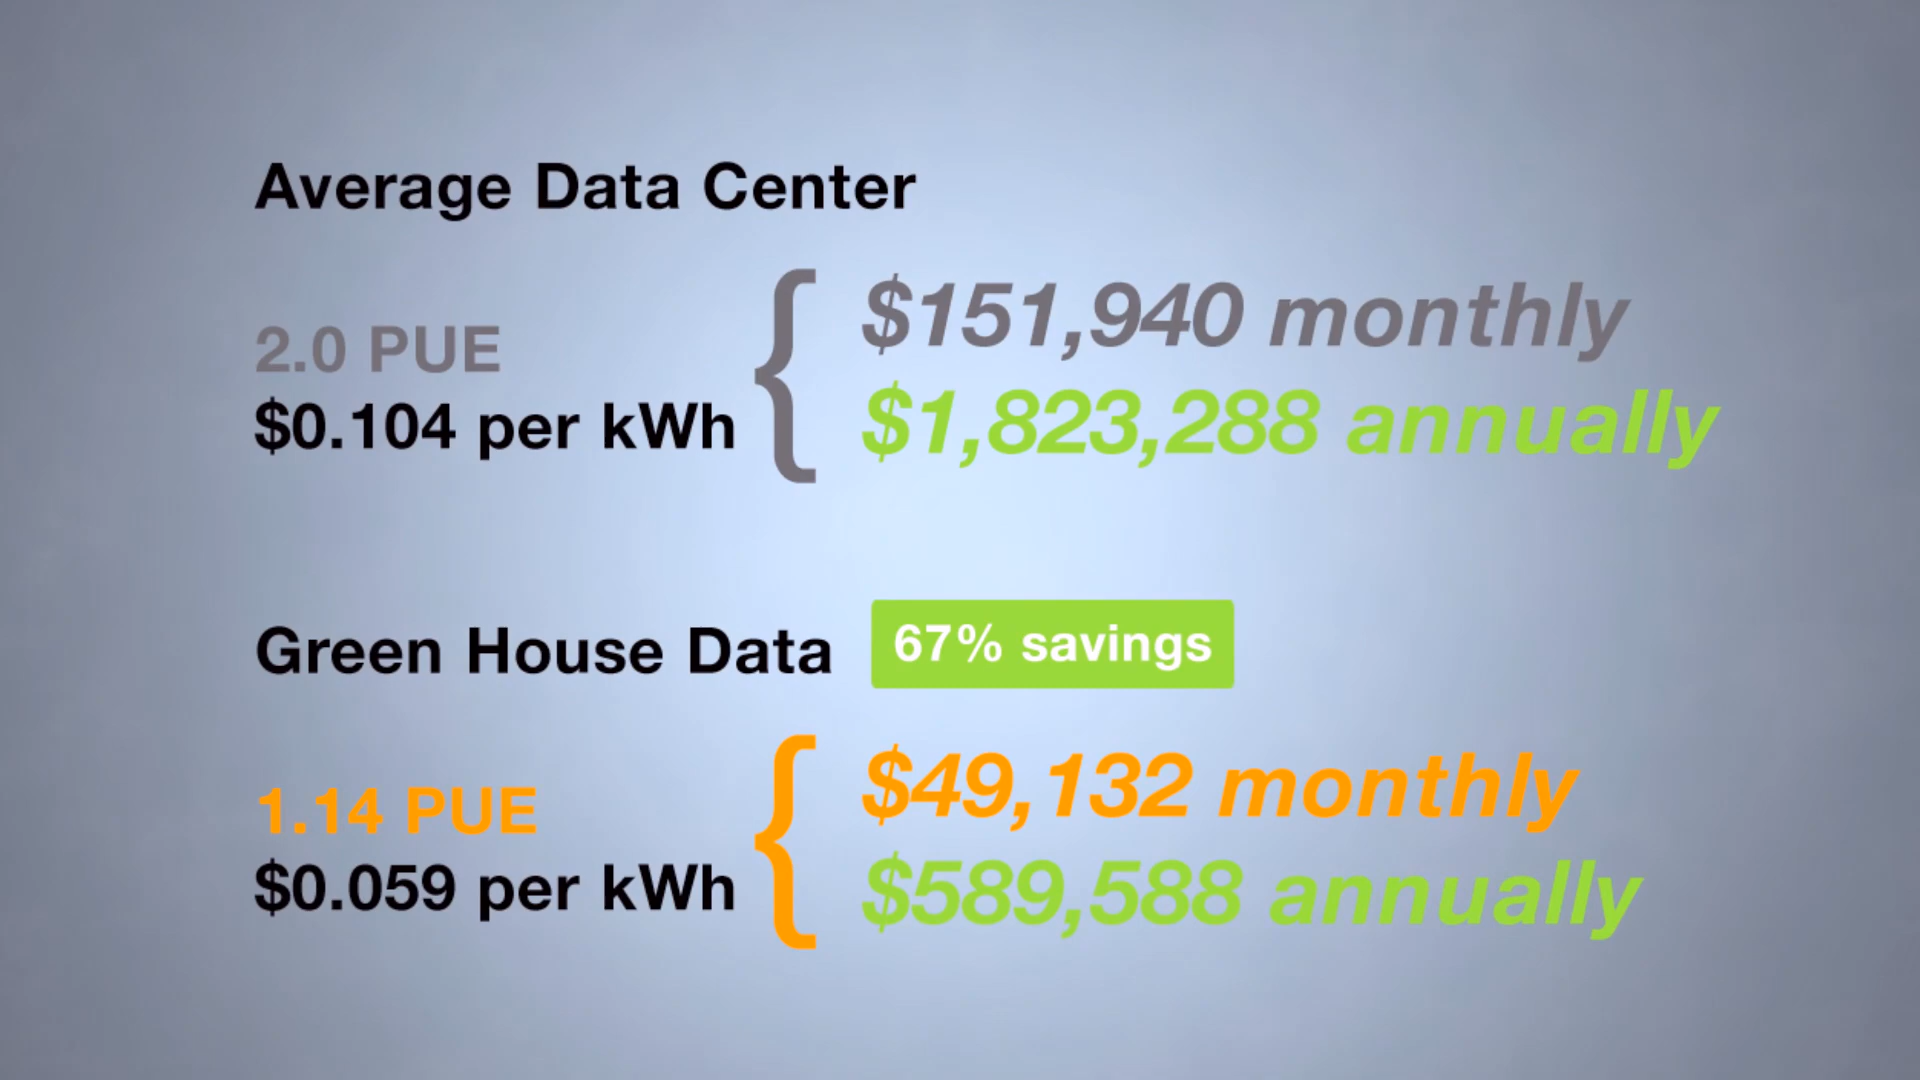 Average Data Center
2.0 PUE
$0.104 per kWh
$151,940 monthly
$1,823,288 annually
Green House Data
67% savings
1.14 PUE
$0.059 per kWh
$49,132 monthly
$589,588 annually